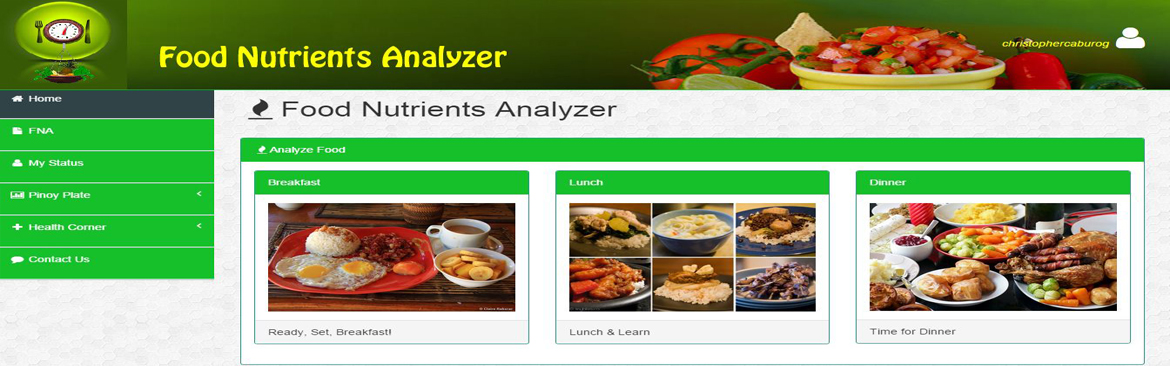 Food Nutrients Analyzer
christophercaburog
Home
FNA
My Status
Pinoy Plate
Health Corner
Contact Us
Food Nutrients Analyzer
Analyze Food
Breakfast
Ready, Set, Breakfast!
Lunch
Lunch & Learn
Dinner
Time for Dinner